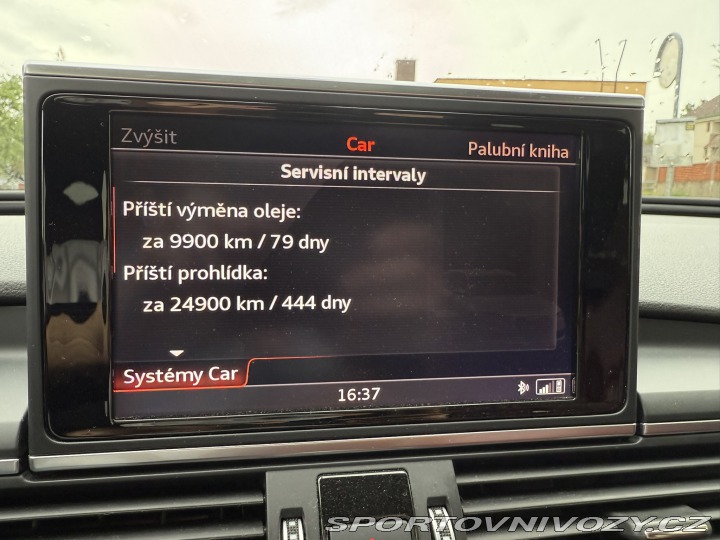 Zvýšit
Car
Palubní kniha
Servisní intervaly
Příští výměna oleje:
za 9900 km / 79 dny
Příští prohlídka:
za 24900 km / 444 dny
Systémy Car
16:37
SPORTOVNIVOZY.CZ